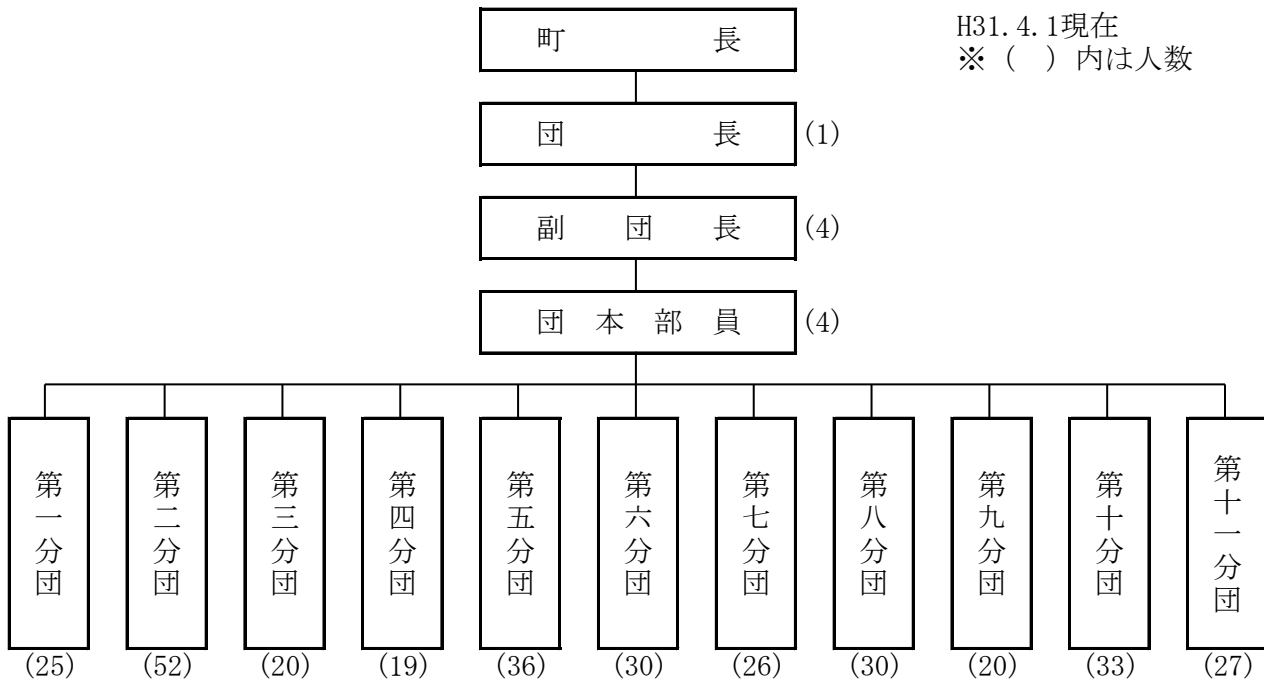 H31.4.1現在
※（　）内は人数
町長
団長 (1)
副団長 (4)
団本部員 (4)
第一分団
第二分団
第三分団
第四分団
第五分団
第六分団
第七分団
第八分団
第九分団
第十分団
第十一分団
(25) (52) (20) (19) (36) (30) (26) (30) (20) (33) (27)